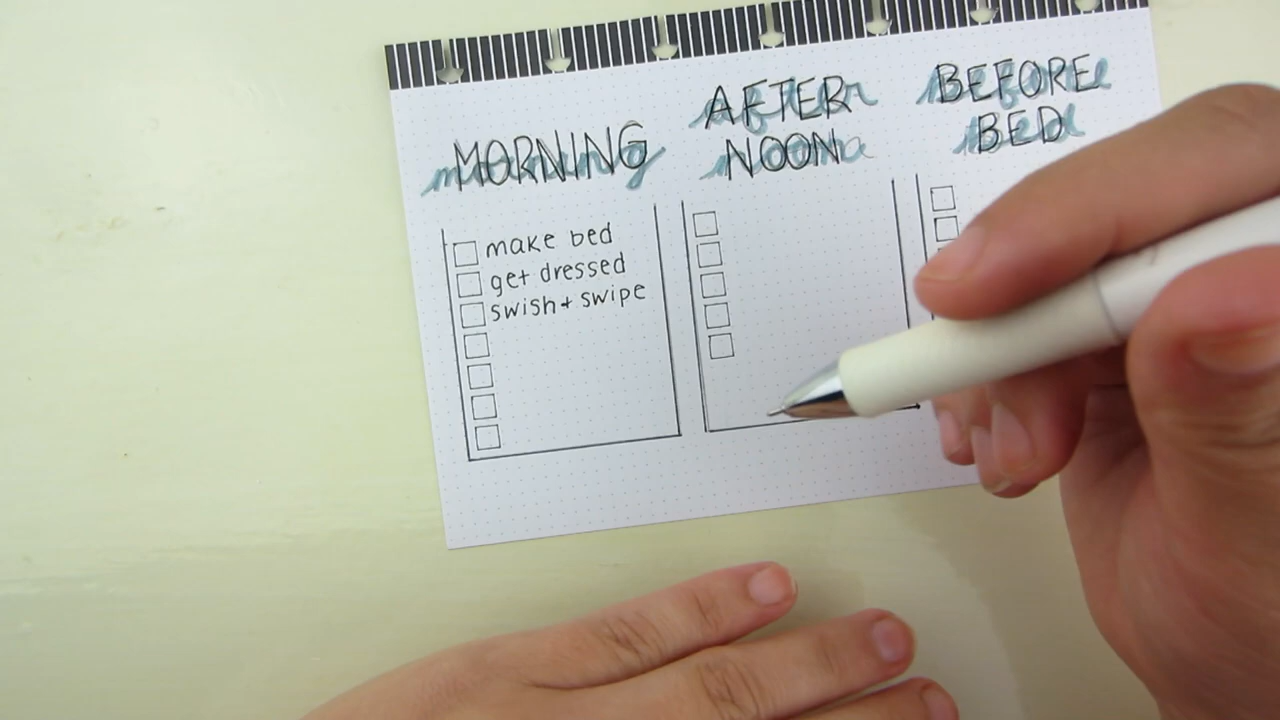 MORNING
make bed
get dressed
swish + swipe
AFTER
NOON
BEFORE
BED